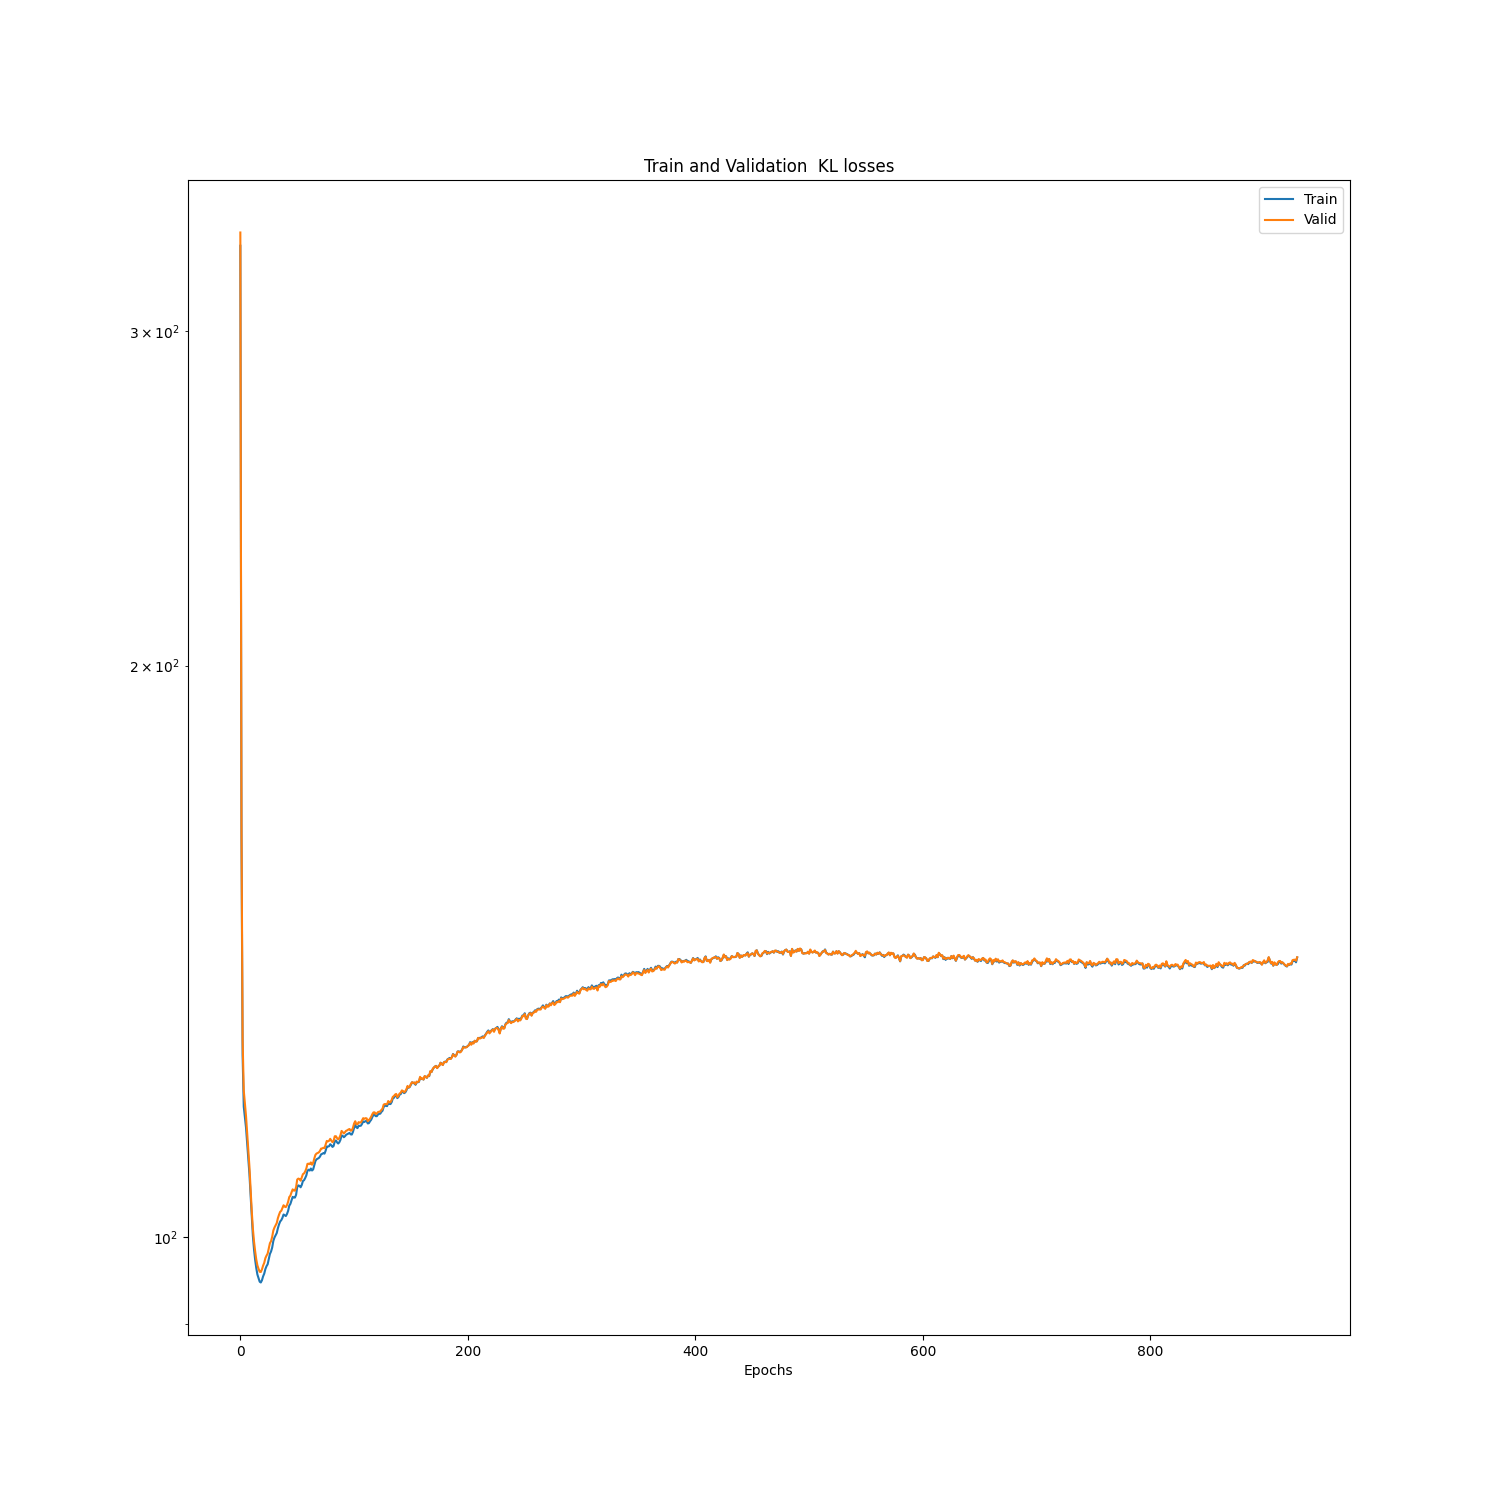 Train and Validation  KL losses
Train
Valid
3 × 10²
2 × 10²
10²
0 200 400 600 800
Epochs